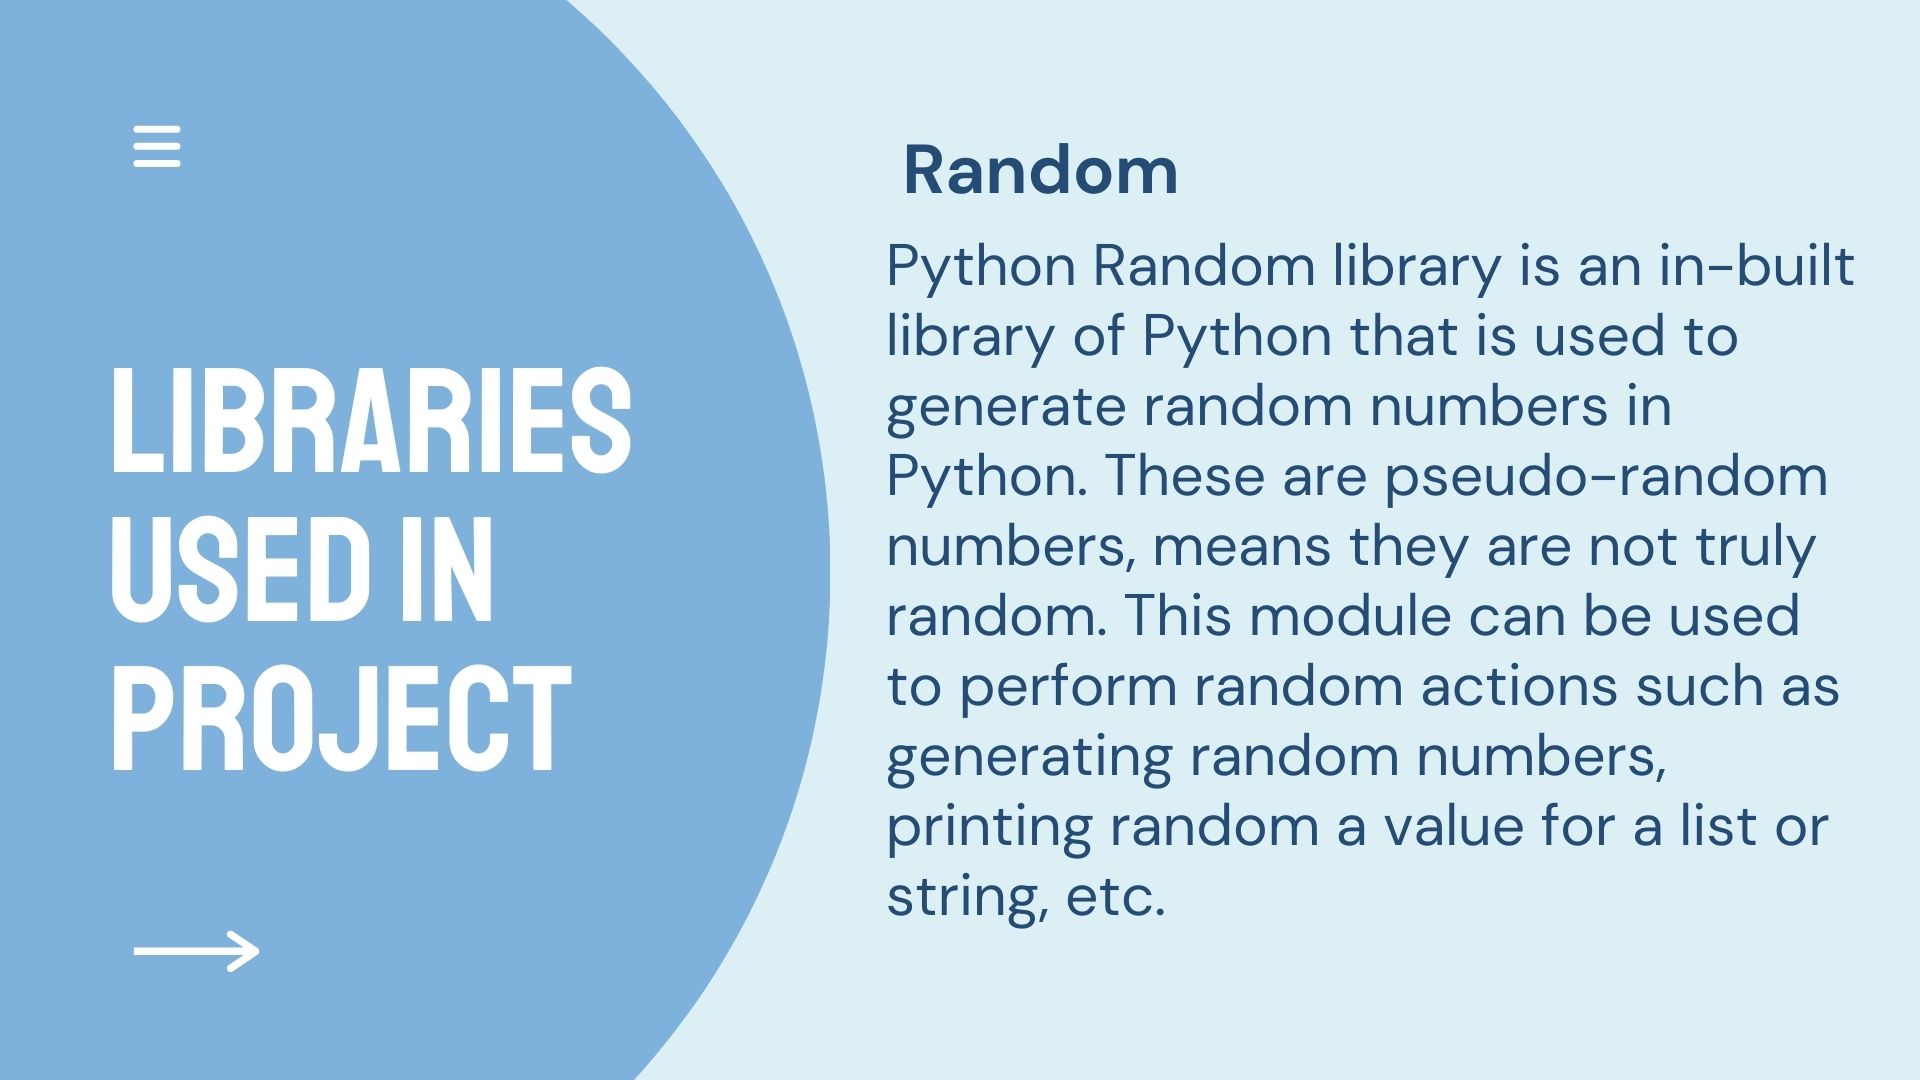 LIBRARIES
USED IN
PROJECT
Random
Python Random library is an in-built
library of Python that is used to
generate random numbers in
Python. These are pseudo-random
numbers, means they are not truly
random. This module can be used
to perform random actions such as
generating random numbers,
printing random a value for a list or
string, etc.